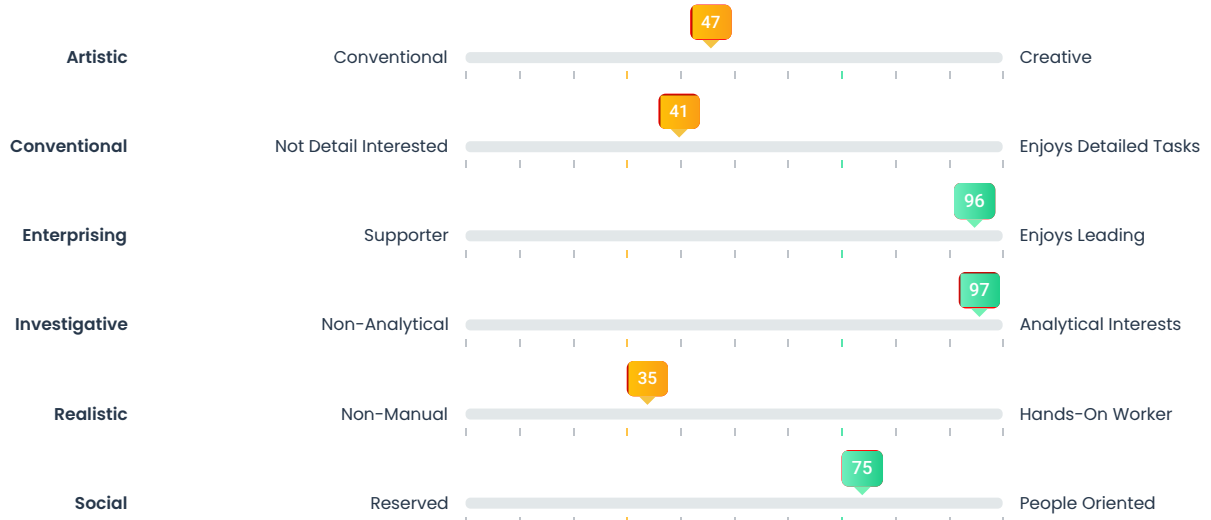 47
Artistic Conventional Creative
41
Conventional Not Detail Interested Enjoys Detailed Tasks
96
Enterprising Supporter Enjoys Leading
97
Investigative Non-Analytical Analytical Interests
35
Realistic Non-Manual Hands-On Worker
75
Social Reserved People Oriented